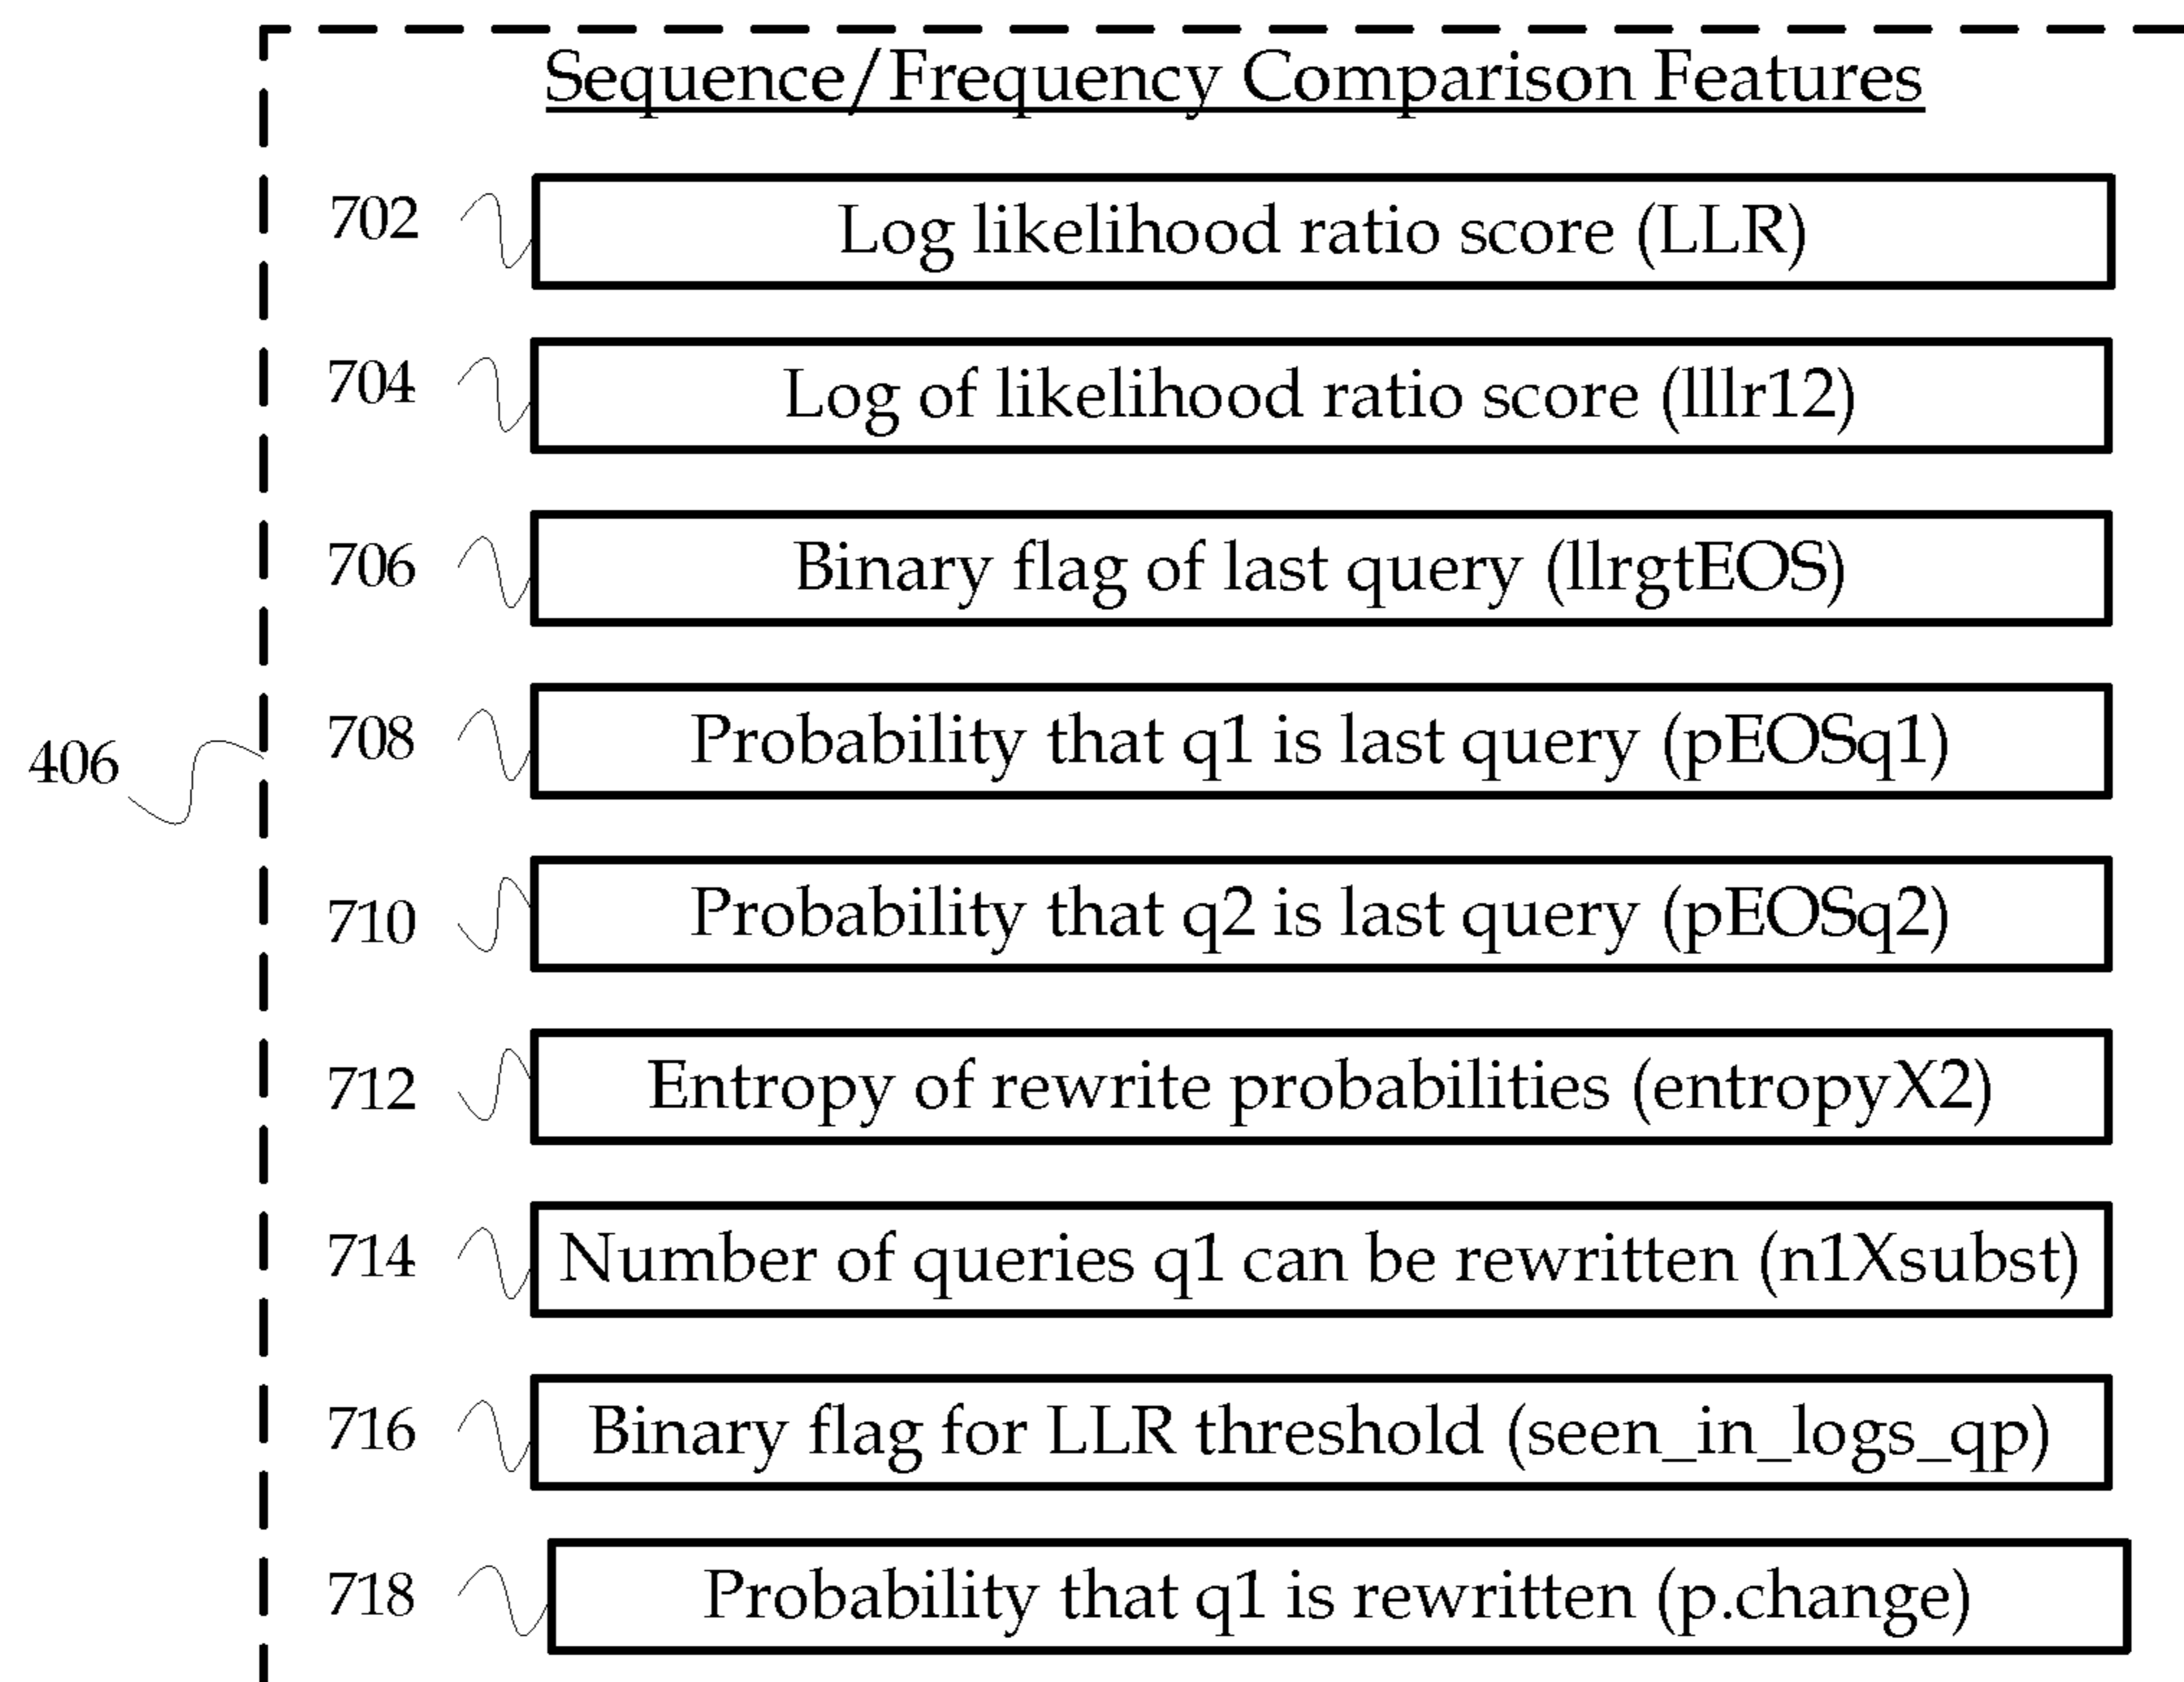 Sequence/Frequency Comparison Features
702 Log likelihood ratio score (LLR)
704 Log of likelihood ratio score (lllr12)
706 Binary flag of last query (llrgtEOS)
708 Probability that q1 is last query (pEOSq1)
406
710 Probability that q2 is last query (pEOSq2)
712 Entropy of rewrite probabilities (entropyX2)
714 Number of queries q1 can be rewritten (n1Xsubst)
716 Binary flag for LLR threshold (seen_in_logs_qp)
718 Probability that q1 is rewritten (p.change)